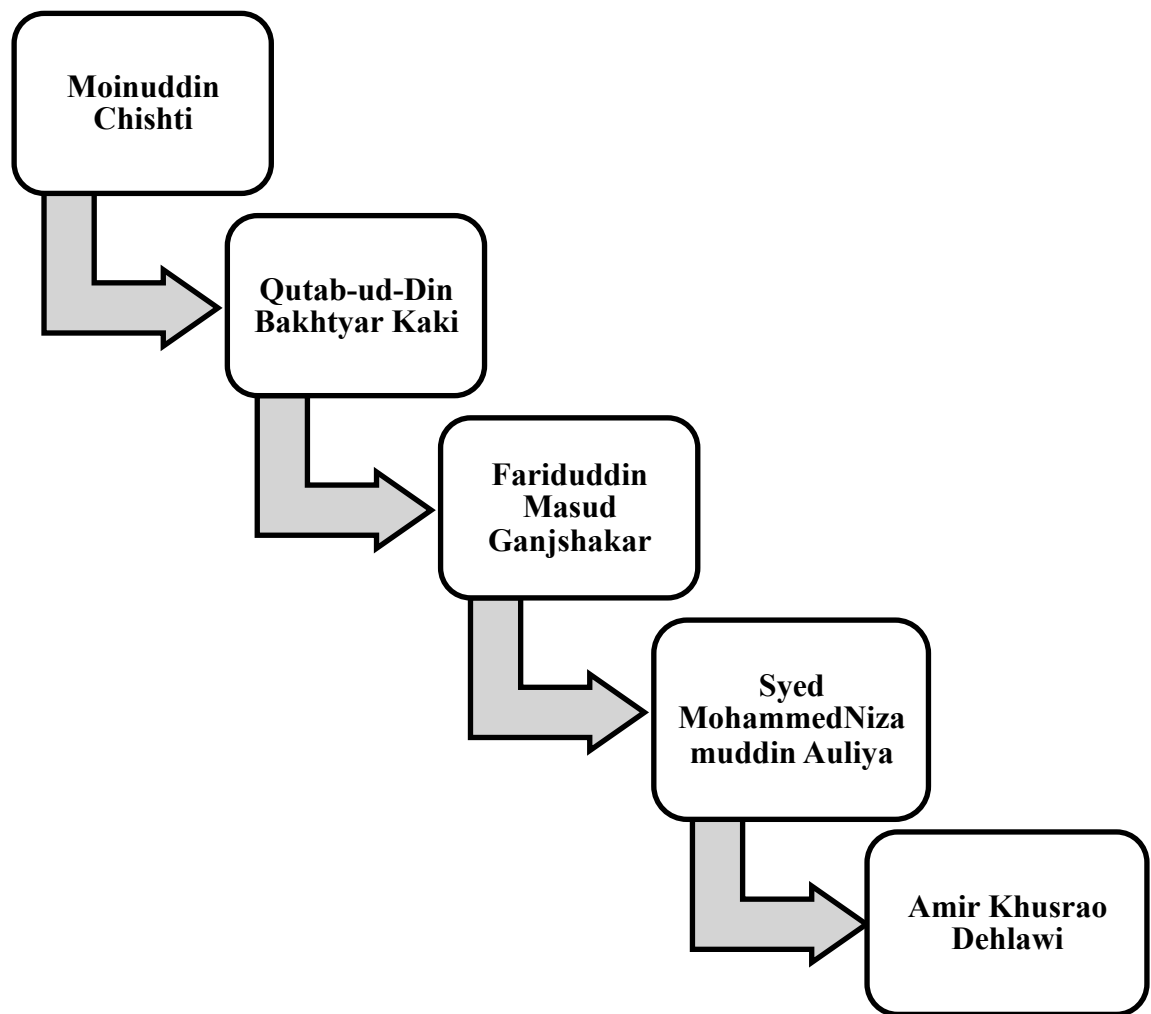 Moinuddin
Chishti
Qutab-ud-Din
Bakhtyar Kaki
Fariduddin
Masud
Ganjshakar
Syed
MohammedNiza
muddin Auliya
Amir Khusrao
Dehlawi